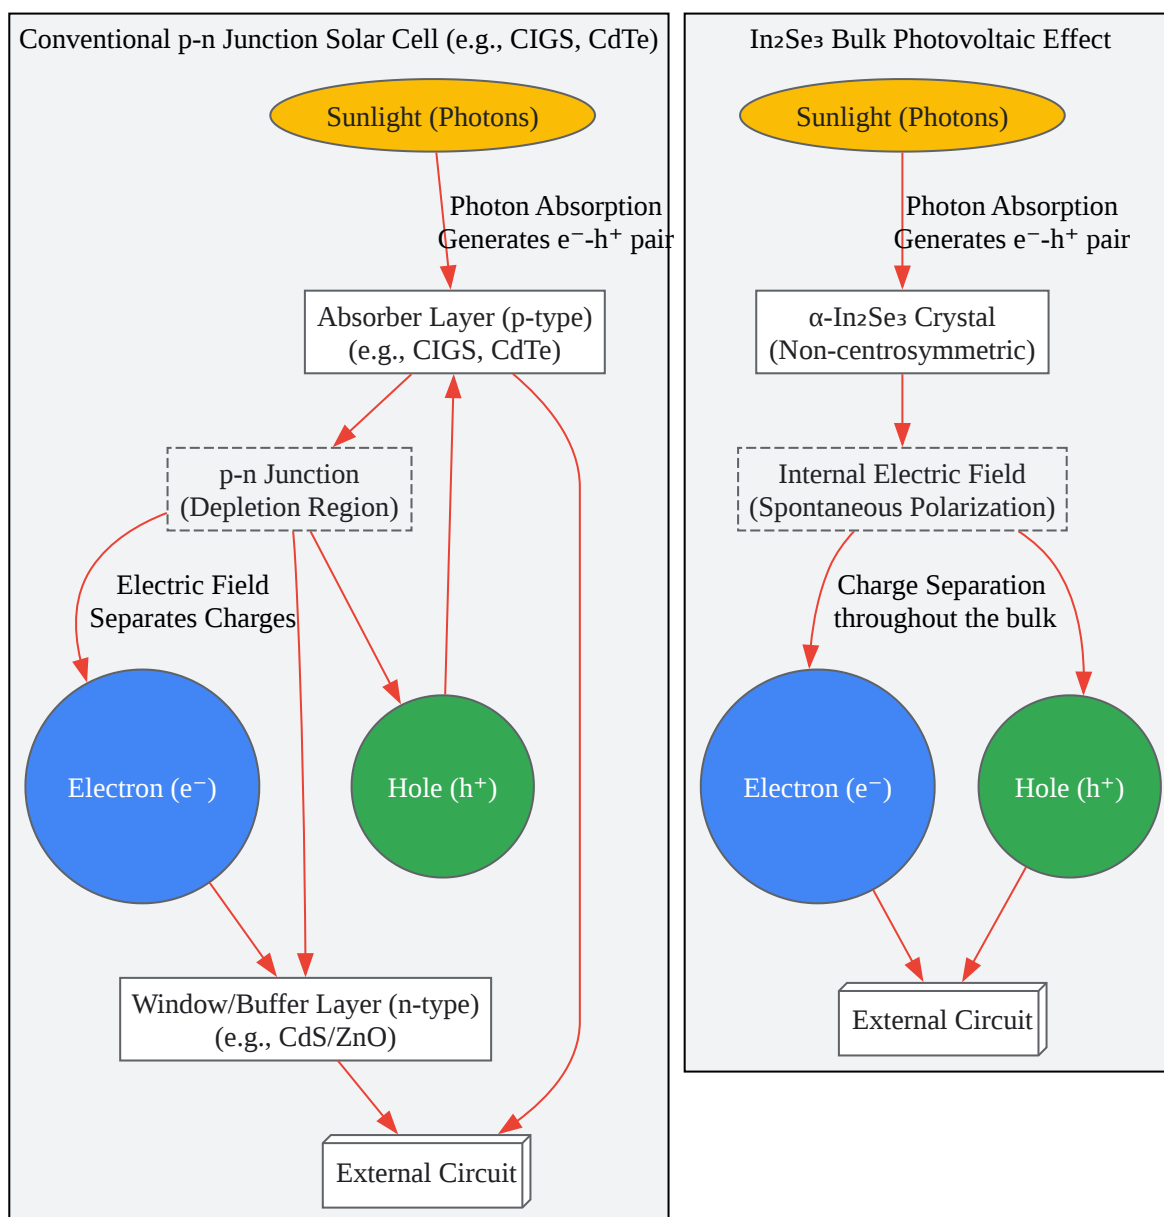 Conventional p-n Junction Solar Cell (e.g., CIGS, CdTe)
Sunlight (Photons)
Photon Absorption
Generates e⁻-h⁺ pair
Absorber Layer (p-type)
(e.g., CIGS, CdTe)
p-n Junction
(Depletion Region)
Electric Field
Separates Charges
Electron (e⁻)
Hole (h⁺)
Window/Buffer Layer (n-type)
(e.g., CdS/ZnO)
External Circuit
In₂Se₃ Bulk Photovoltaic Effect
Sunlight (Photons)
Photon Absorption
Generates e⁻-h⁺ pair
α-In₂Se₃ Crystal
(Non-centrosymmetric)
Internal Electric Field
(Spontaneous Polarization)
Charge Separation
throughout the bulk
Electron (e⁻)
Hole (h⁺)
External Circuit